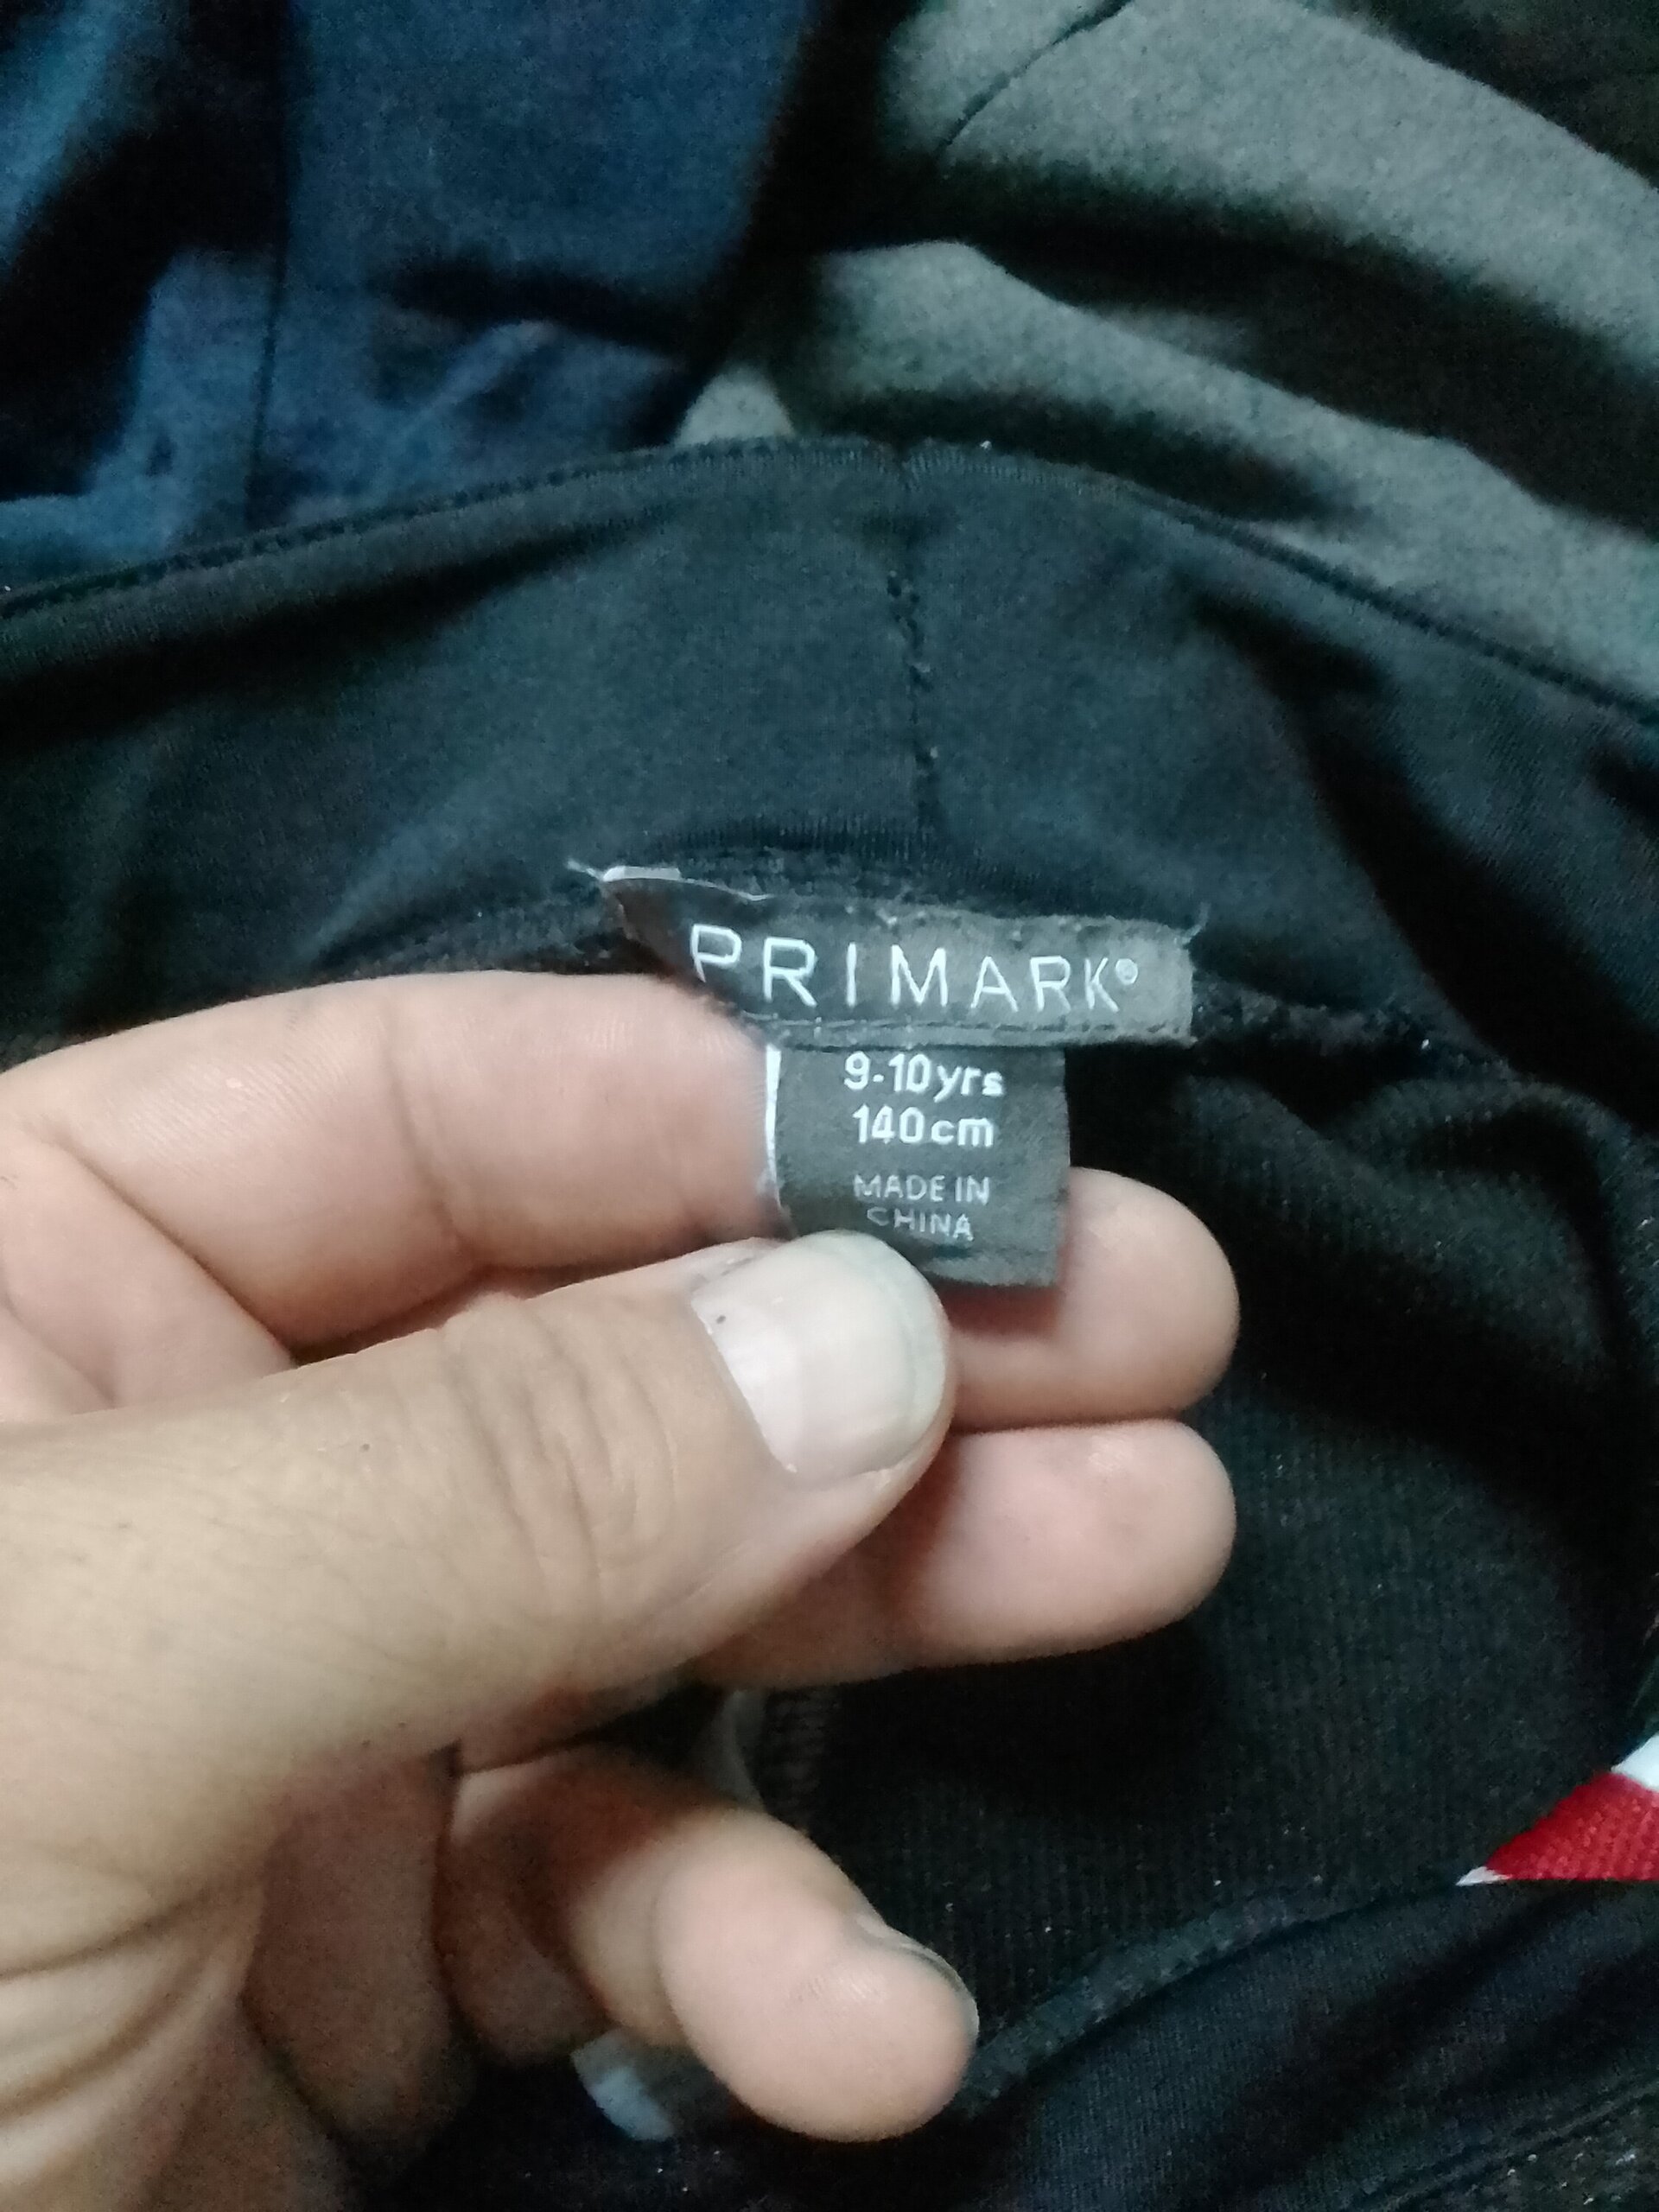 PRIMARK®
9-10yrs
140cm
MADE IN
CHINA